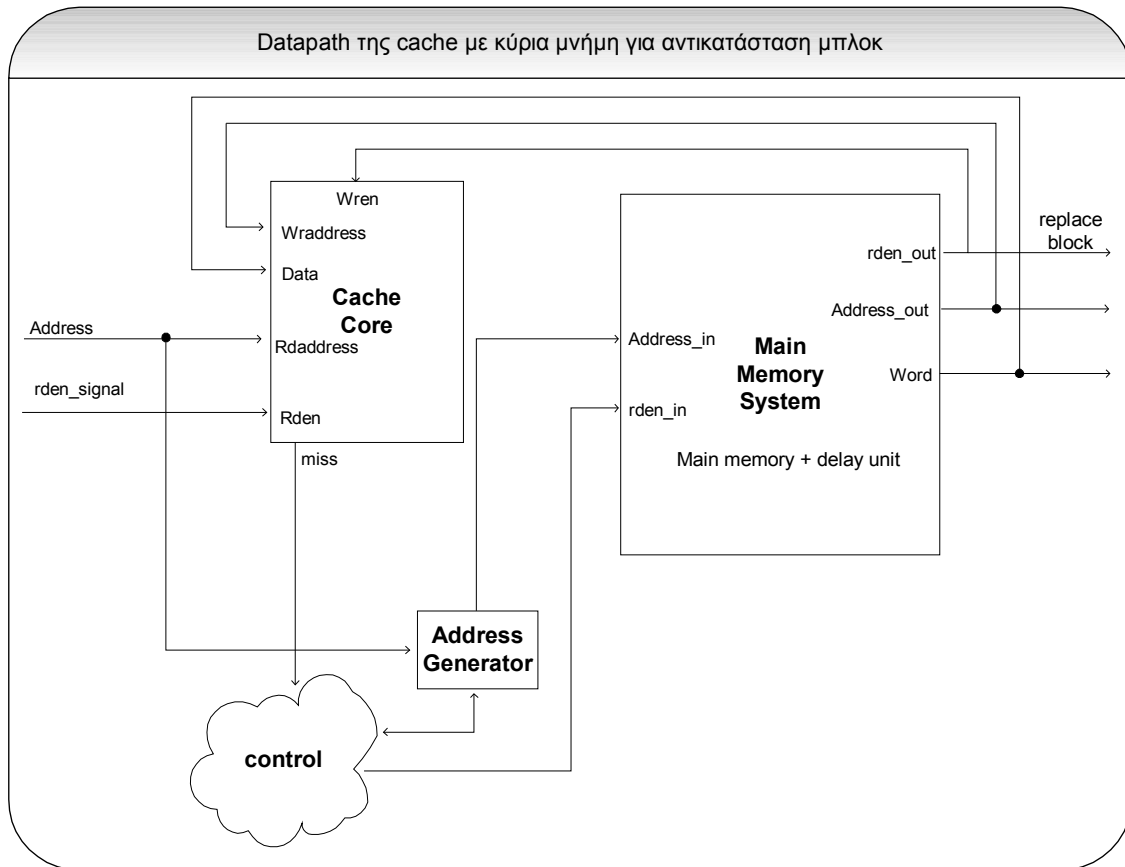 Datapath της cache με κύρια μνήμη για αντικατάσταση μπλοκ
Wren
Wraddress
Data
Cache
Core
Address
Rdaddress
rden_signal
Rden
miss
replace
block
rden_out
Address_out
Address_in
Main
Memory
System
Word
rden_in
Main memory + delay unit
Address
Generator
control